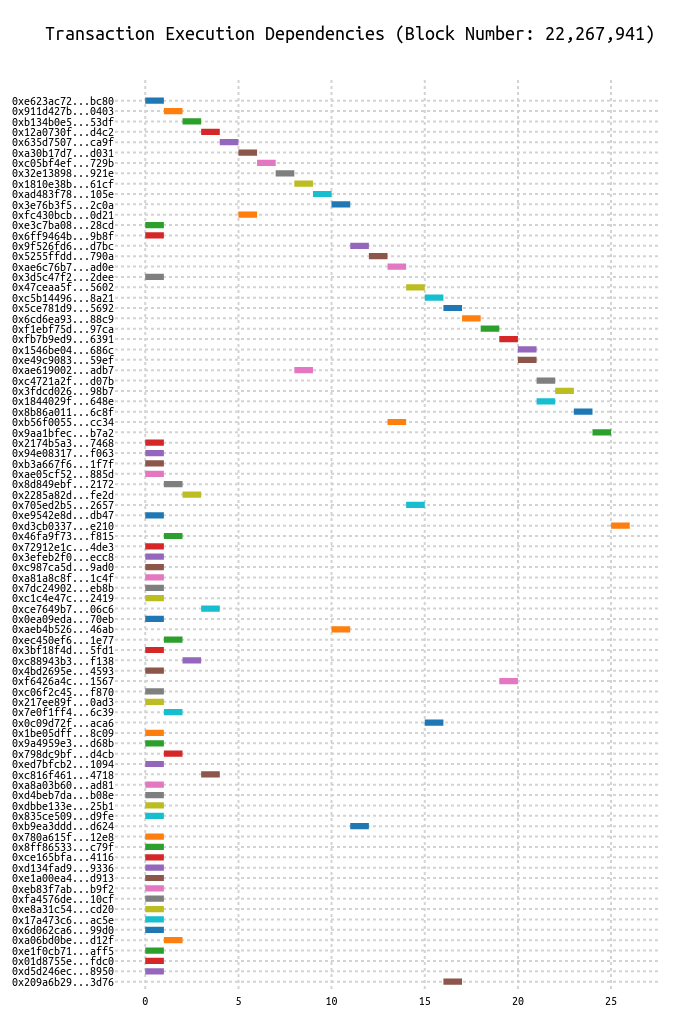 Transaction Execution Dependencies (Block Number: 22,267,941)
0xe623ac72...bc80
0x911d427b...0403
0xb134b0e5...53df
0x12a0730f...d4c2
0x635d7507...ca9f
0xa30b17d7...d031
0xc05bf4ef...729b
0x32e13898...921e
0x1810e38b...61cf
0xad483f78...105e
0x3e76b3f5...2c0a
0xfc430bcb...0d21
0xe3c7ba08...28cd
0x6ff9464b...9b8f
0x9f526fd6...d7bc
0x5255ffdd...790a
0xae6c76b7...ad0e
0x3d5c47f2...2dee
0x47ceaa5f...5602
0xc5b14496...8a21
0x5ce781d9...5692
0x6cd6ea93...88c9
0xf1ebf75d...97ca
0xfb7b9ed9...6391
0x1546be04...686c
0xe49c9083...59ef
0xae619002...adb7
0xc4721a2f...d07b
0x3fdcd026...98b7
0x1844029f...648e
0x8b86a011...6c8f
0xb56f0055...cc34
0x9aa1bfec...b7a2
0x2174b5a3...7468
0x94e08317...f063
0xb3a667f6...1f7f
0xae05cf52...885d
0x8d849ebf...2172
0x2285a82d...fe2d
0x705ed2b5...2657
0xe9542e8d...db47
0xd3cb0337...e210
0x46fa9f73...f815
0x72912e1c...4de3
0x3efeb2f0...ecc8
0xc987ca5d...9ad0
0xa81a8c8f...1c4f
0x7dc24902...eb8b
0xc1c4e47c...2419
0xce7649b7...06c6
0x0ea09eda...70eb
0xaeb4b526...46ab
0xec450ef6...1e77
0x3bf18f4d...5fd1
0xc88943b3...f138
0x4bd2695e...4593
0xf6426a4c...1567
0xc06f2c45...f870
0x217ee89f...0ad3
0x7e0f1ff4...6c39
0x0c09d72f...aca6
0x1be05dff...8c09
0x9a4959e3...d68b
0x798dc9bf...d4cb
0xed7bfcb2...1094
0xc816f461...4718
0xa8a03b60...ad81
0xd4beb7da...b08e
0xdbbe133e...25b1
0x835ce509...d9fe
0xb9ea3ddd...d624
0x780a615f...12e8
0x8ff86533...c79f
0xce165bfa...4116
0xd134fad9...9336
0xe1a00ea4...d913
0xeb83f7ab...b9f2
0xfa4576de...10cf
0xe8a31c54...cd20
0x17a473c6...ac5e
0x6d062ca6...99d0
0xa06bd0be...d12f
0xe1f0cb71...aff5
0x01d8755e...fdc0
0xd5d246ec...8950
0x209a6b29...3d76
0 5 10 15 20 25